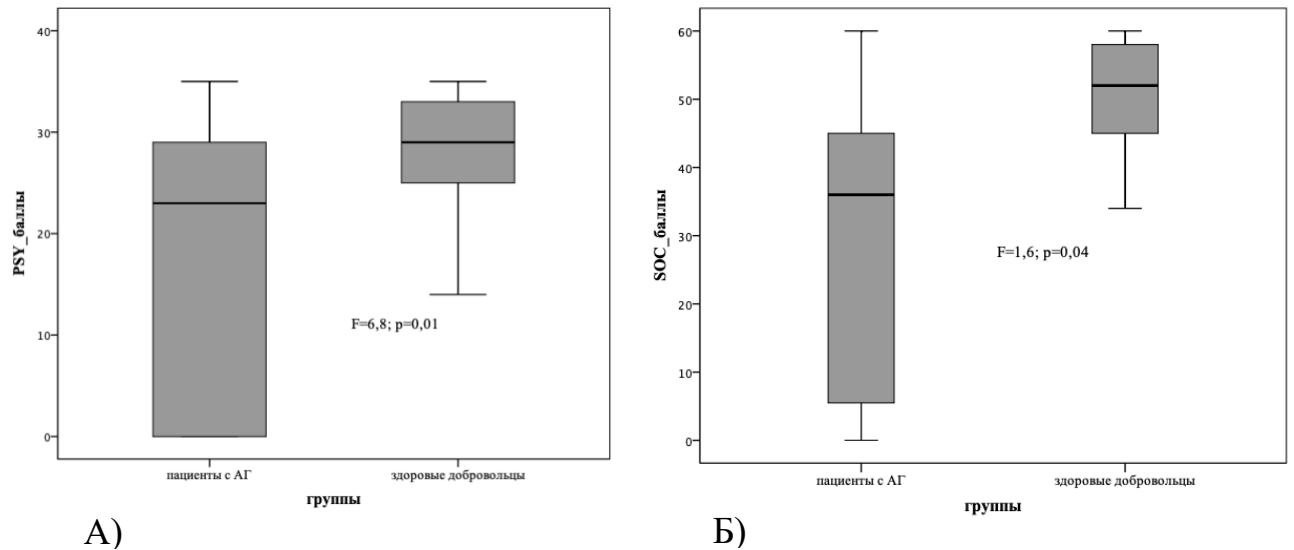 40
30
20
10
0
PSY_баллы
F=6,8; p=0,01
пациенты с АГ
здоровые добровольцы
группы
А)
60
50
40
30
20
10
0
SOC_баллы
F=1,6; p=0,04
пациенты с АГ
здоровые добровольцы
группы
Б)